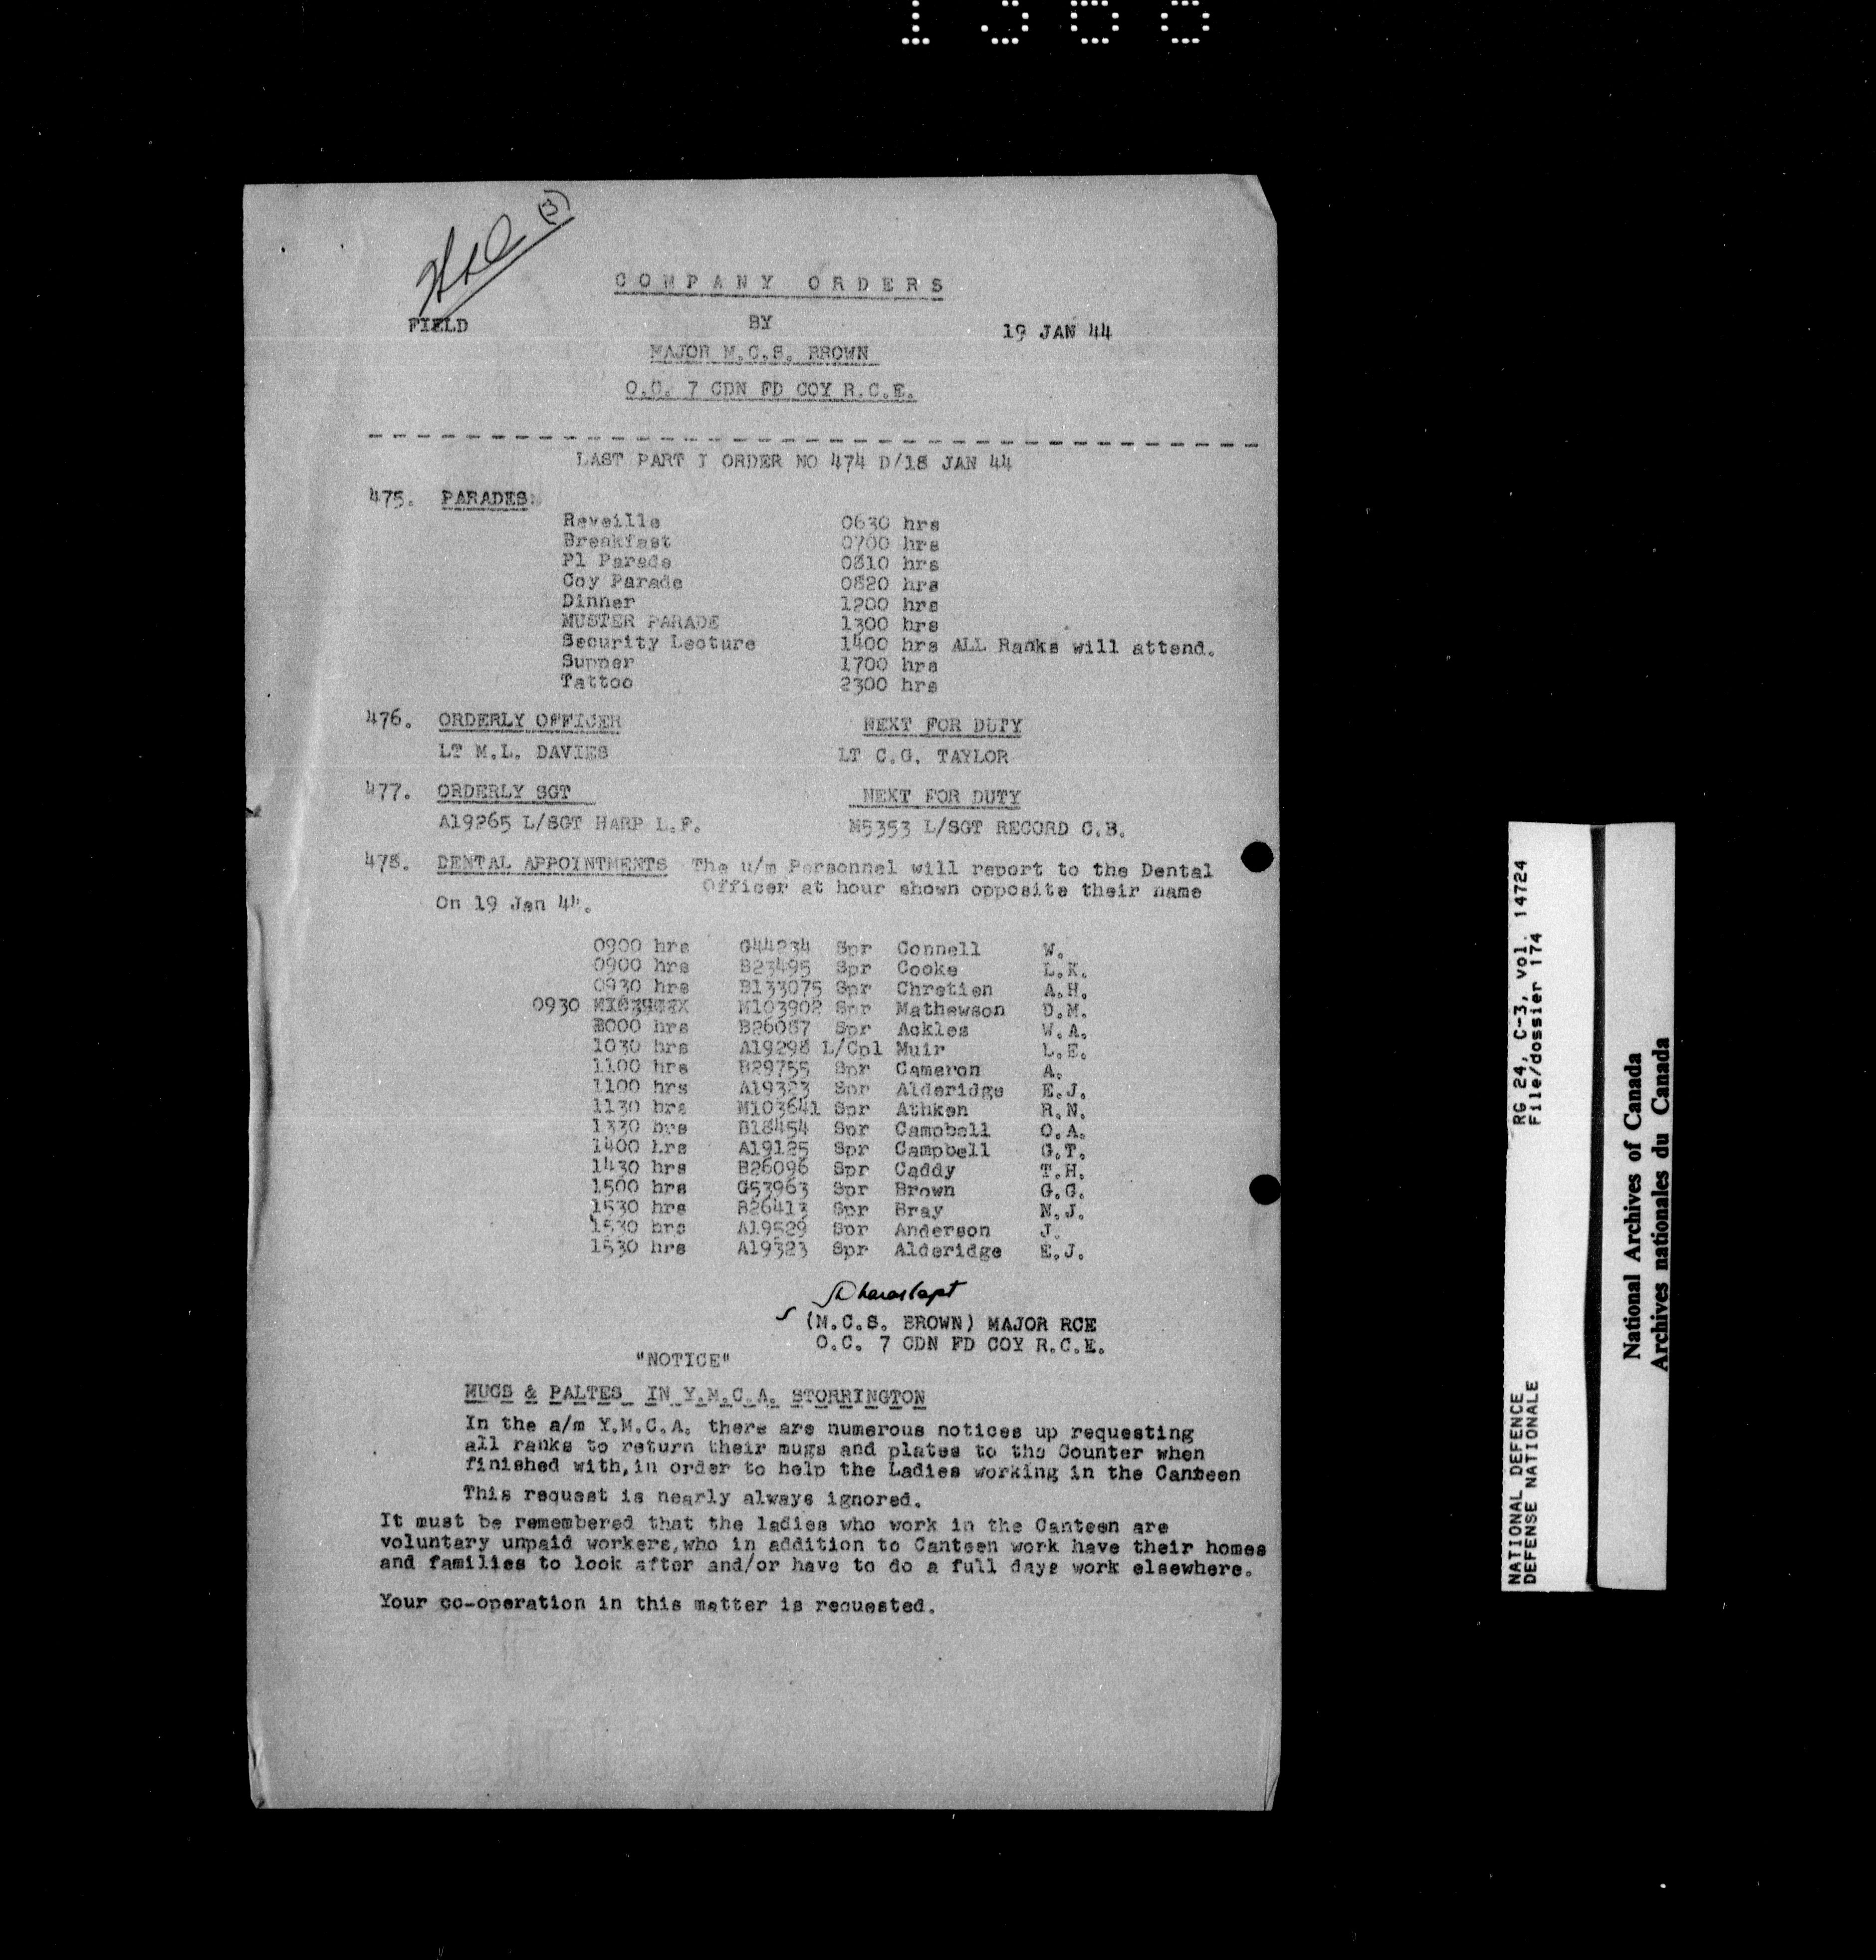 COMPANY ORDERS
FIELD
BY
19 JAN 44
MAJOR M.C.S. BROWN
O.C. 7 CDN FD COY R.C.E.
LAST PART I ORDER NO 474 D/18 JAN 44
475. PARADES:
Reveille 0630 hrs
Breakfast 0700 hrs
Pl Parade 0810 hrs
Coy Parade 0820 hrs
Dinner 1200 hrs
MUSTER PARADE 1300 hrs
Security Lecture 1400 hrs ALL Ranks will attend.
Supper 1700 hrs
Tattoo 2300 hrs
476. ORDERLY OFFICER NEXT FOR DUTY
LT M.L. DAVIES LT C.G. TAYLOR
477. ORDERLY SGT NEXT FOR DUTY
A19265 L/SGT HARP L.F. M5353 L/SGT RECORD C.B.
478. DENTAL APPOINTMENTS The u/m Personnel will report to the Dental
Officer at hour shown opposite their name
On 19 Jan 44.
0900 hrs G44234 Spr Connell W.
0900 hrs B23495 Spr Cooke L.K.
0930 hrs B133075 Spr Chretien A.H.
0930 M103902 Spr Mathewson D.M.
1000 hrs B26087 Spr Ackles W.A.
1030 hrs A19298 L/Cpl Muir L.E.
1100 hrs B29755 Spr Cameron A.
1100 hrs A19323 Spr Alderidge E.J.
1130 hrs M103641 Spr Athken R.N.
1330 hrs B18454 Spr Campbell O.A.
1400 hrs A19125 Spr Campbell G.T.
1430 hrs B26096 Spr Caddy T.H.
1500 hrs G53963 Spr Brown G.G.
1530 hrs B26413 Spr Bray N.J.
1530 hrs A19529 Spr Anderson J.
1530 hrs A19323 Spr Alderidge E.J.
(M.C.S. BROWN) MAJOR RCE
O.C. 7 CDN FD COY R.C.E.
"NOTICE"
MUGS & PALTES IN Y.M.C.A. STORRINGTON
In the a/m Y.M.C.A. there are numerous notices up requesting
all ranks to return their mugs and plates to the Counter when
finished with,in order to help the Ladies working in the Canteen
This request is nearly always ignored.
It must be remembered that the ladies who work in the Canteen are
voluntary unpaid workers,who in addition to Canteen work have their homes
and families to look after and/or have to do a full days work elsewhere.
Your co-operation in this matter is requested.
NATIONAL DEFENCE RG 24, C-3, vol. 14724
DEFENSE NATIONALE File/dossier 174
National Archives of Canada
Archives nationales du Canada